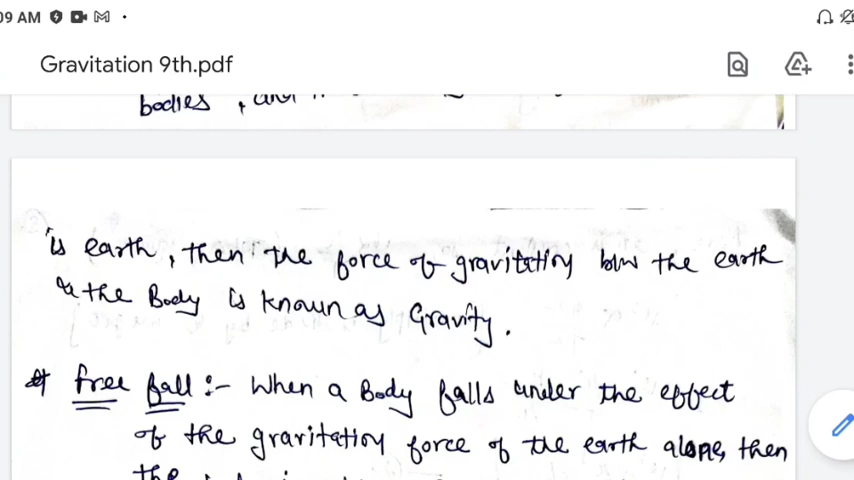 09 AM
Gravitation 9th.pdf
bodies, and
is earth, then the force of gravitation b/w the earth
& the Body is known as Gravity.
free fall :- When a Body falls under the effect
of the gravitation force of the earth alone, then
the